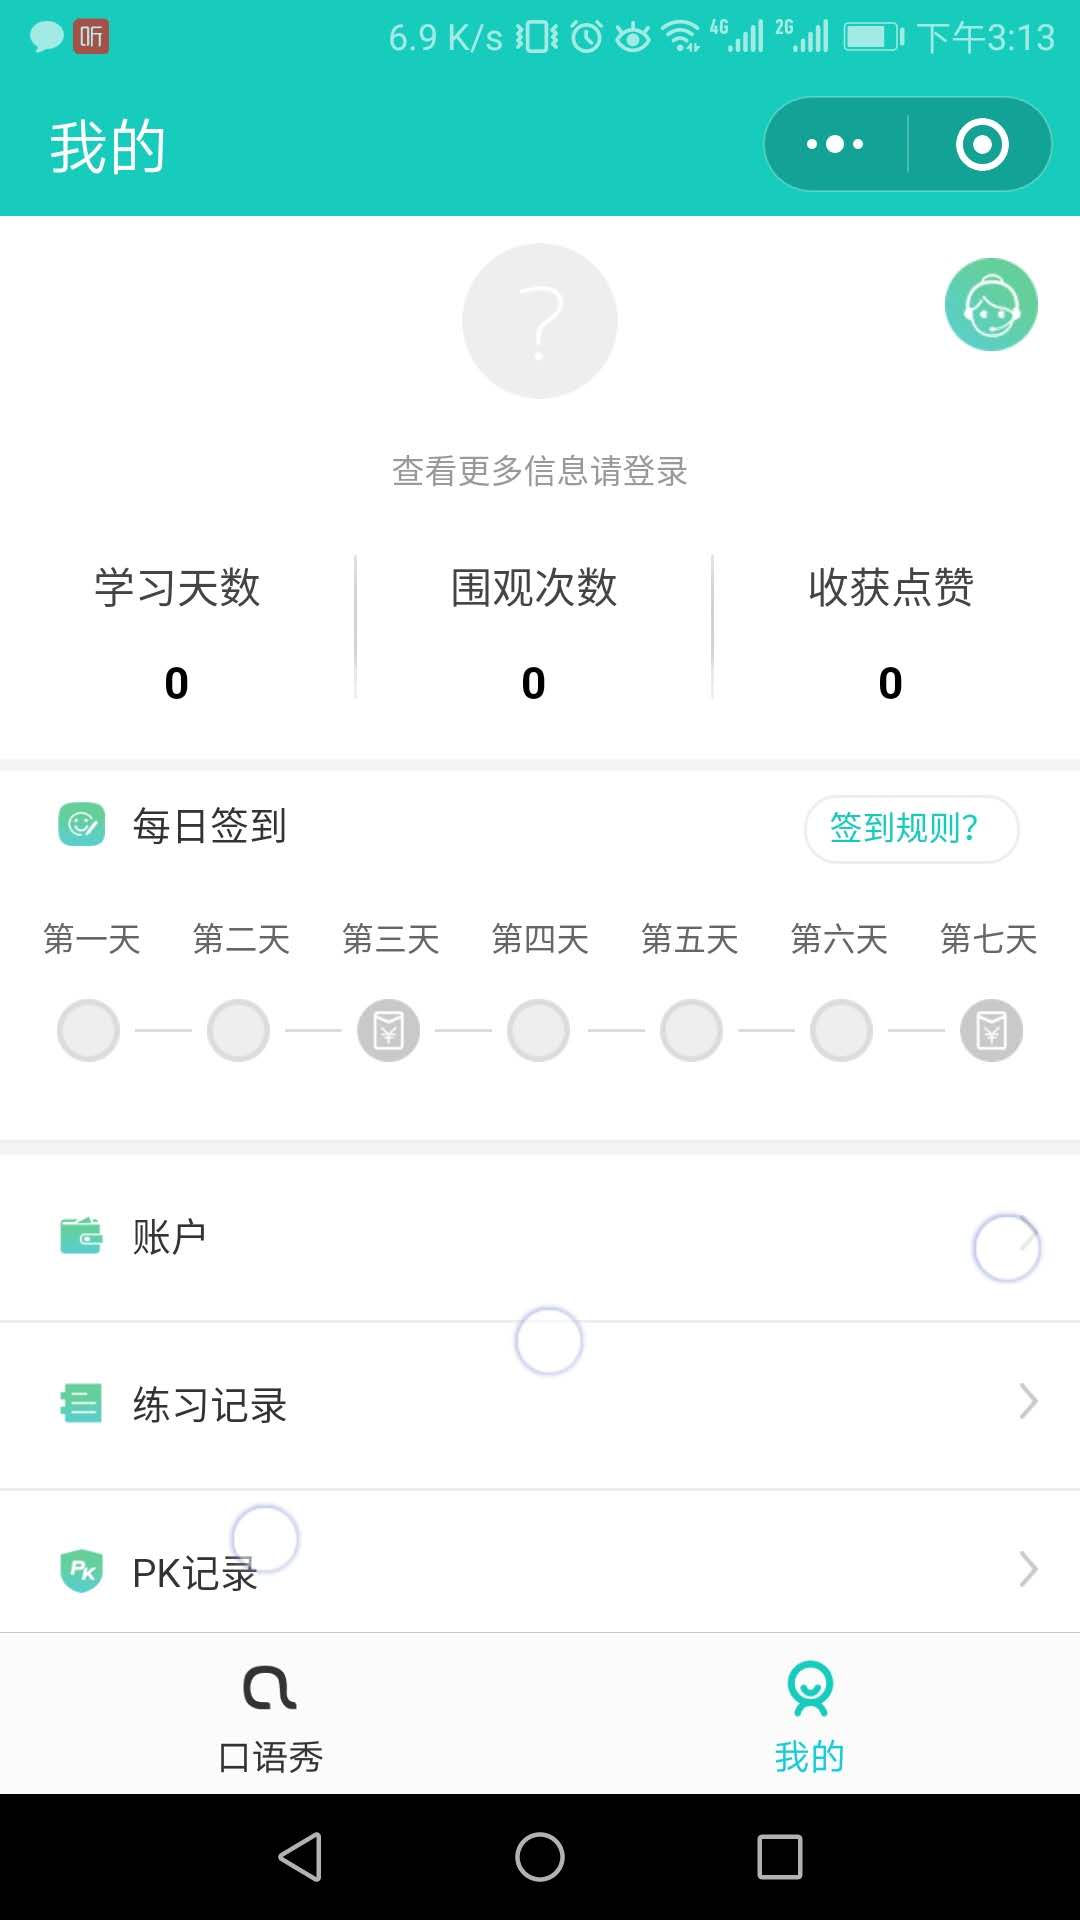 听 6.9 K/s 4G 2G 下午3:13
我的
?
查看更多信息请登录
学习天数 围观次数 收获点赞
0 0 0
每日签到 签到规则?
第一天 第二天 第三天 第四天 第五天 第六天 第七天
¥ ¥
账户
练习记录
PK PK记录
口语秀 我的